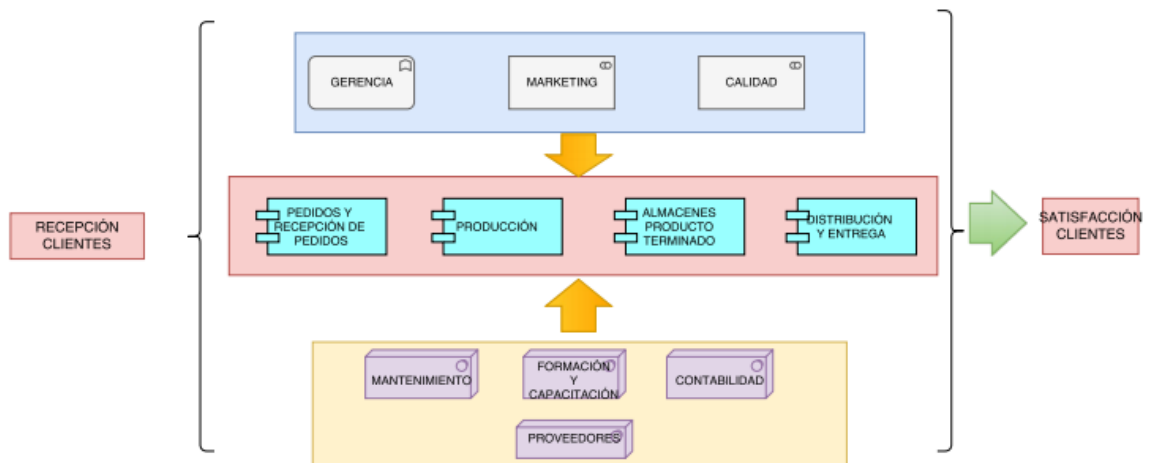 GERENCIA
MARKETING
CALIDAD
RECEPCIÓN
CLIENTES
PEDIDOS Y
RECEPCIÓN DE
PEDIDOS
PRODUCCIÓN
ALMACENES
PRODUCTO
TERMINADO
DISTRIBUCIÓN
Y ENTREGA
SATISFACCIÓN
CLIENTES
MANTENIMIENTO
FORMACIÓN
Y
CAPACITACIÓN
CONTABILIDAD
PROVEEDORES